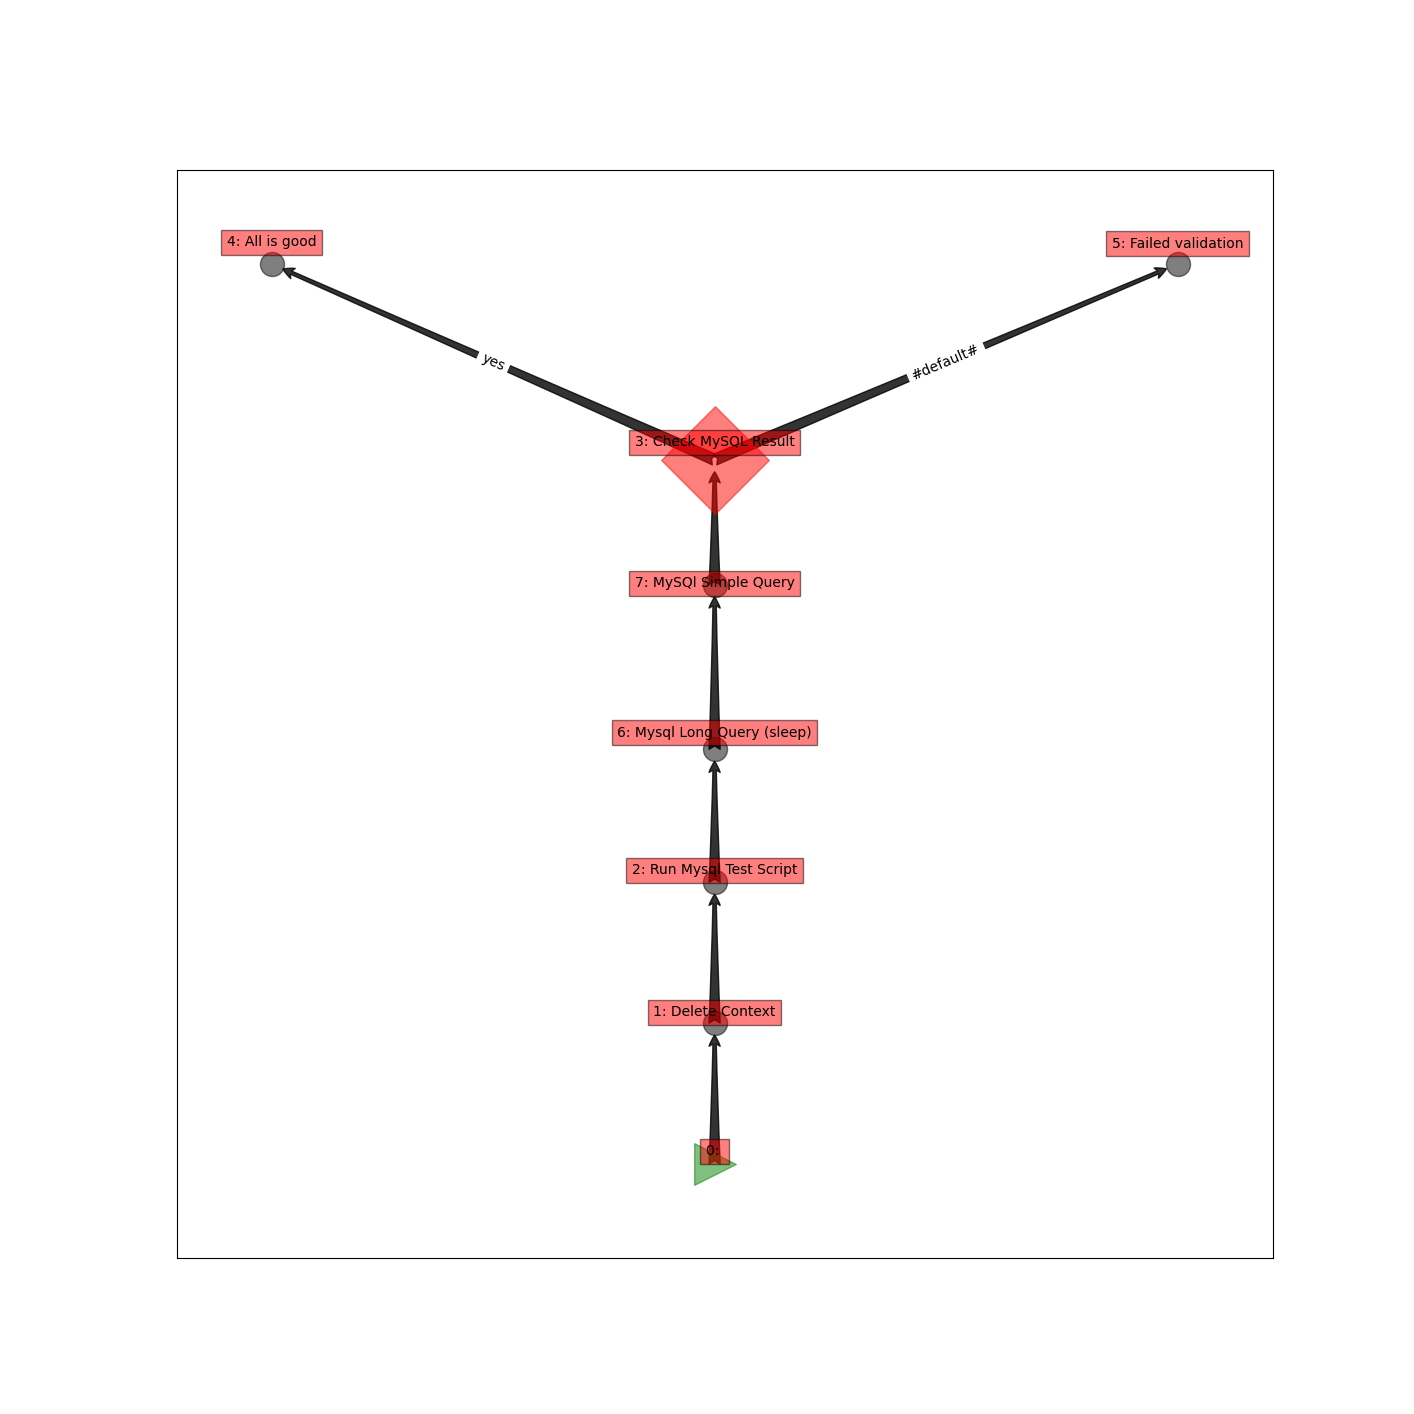 4: All is good
5: Failed validation
yes
#default#
3: Check MySQL Result
7: MySQl Simple Query
6: Mysql Long Query (sleep)
2: Run Mysql Test Script
1: Delete Context
0: